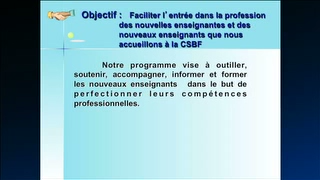 Objectif : Faciliter l'entrée dans la profession
des nouvelles enseignantes et des
nouveaux enseignants que nous
accueillons à la CSBF
Notre programme vise à outiller,
soutenir, accompagner, informer et former
les nouveaux enseignants dans le but de
perfectionner leurs compétences
professionnelles.